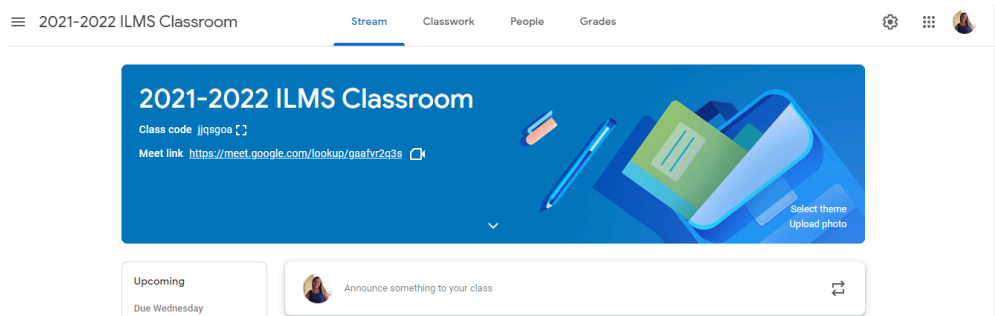 2021-2022 ILMS Classroom
Stream Classwork People Grades
2021-2022 ILMS Classroom
Class code jjqsgoa
Meet link https://meet.google.com/lookup/gaafvr2q3s
Select theme
Upload photo
Upcoming
Due Wednesday
Announce something to your class